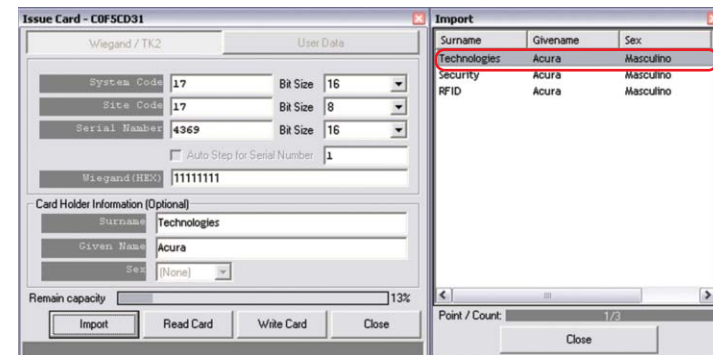 Issue Card - C0F5CD31
Wiegand / TK2 User Data
System Code 17 Bit Size 16
Site Code 17 Bit Size 8
Serial Number 4369 Bit Size 16
Auto Step for Serial Number 1
Wiegand(HEX) 11111111
Card Holder Information (Optional)
Surname Technologies
Given Name Acura
Sex (None)
Remain capacity 13%
Import Read Card Write Card Close
Import
Surname Givename Sex
Technologies Acura Masculino
Security Acura Masculino
RFID Acura Masculino
Point / Count: 1/3
Close